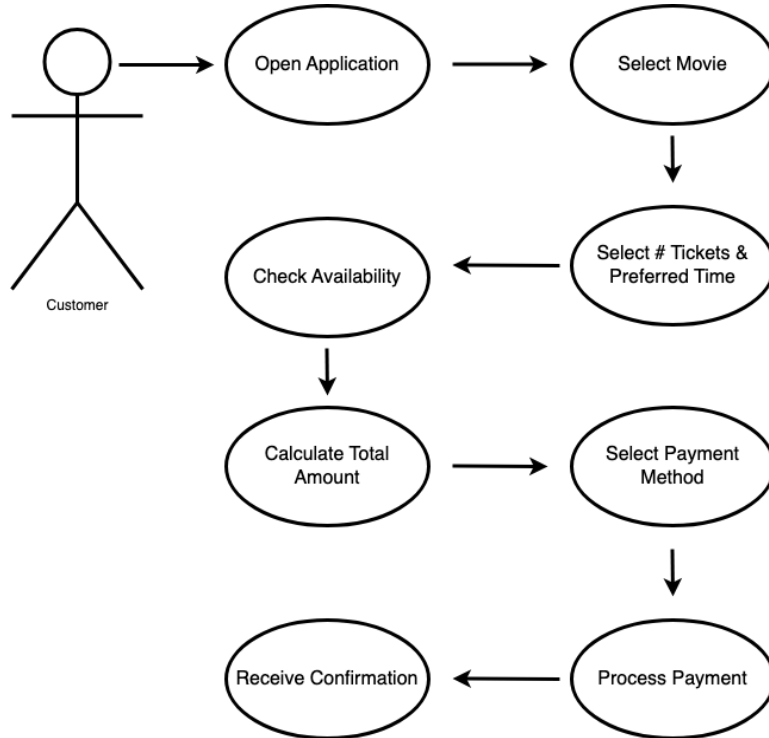 Open Application
Select Movie
Customer
Check Availability
Select # Tickets &
Preferred Time
Calculate Total
Amount
Select Payment
Method
Receive Confirmation
Process Payment